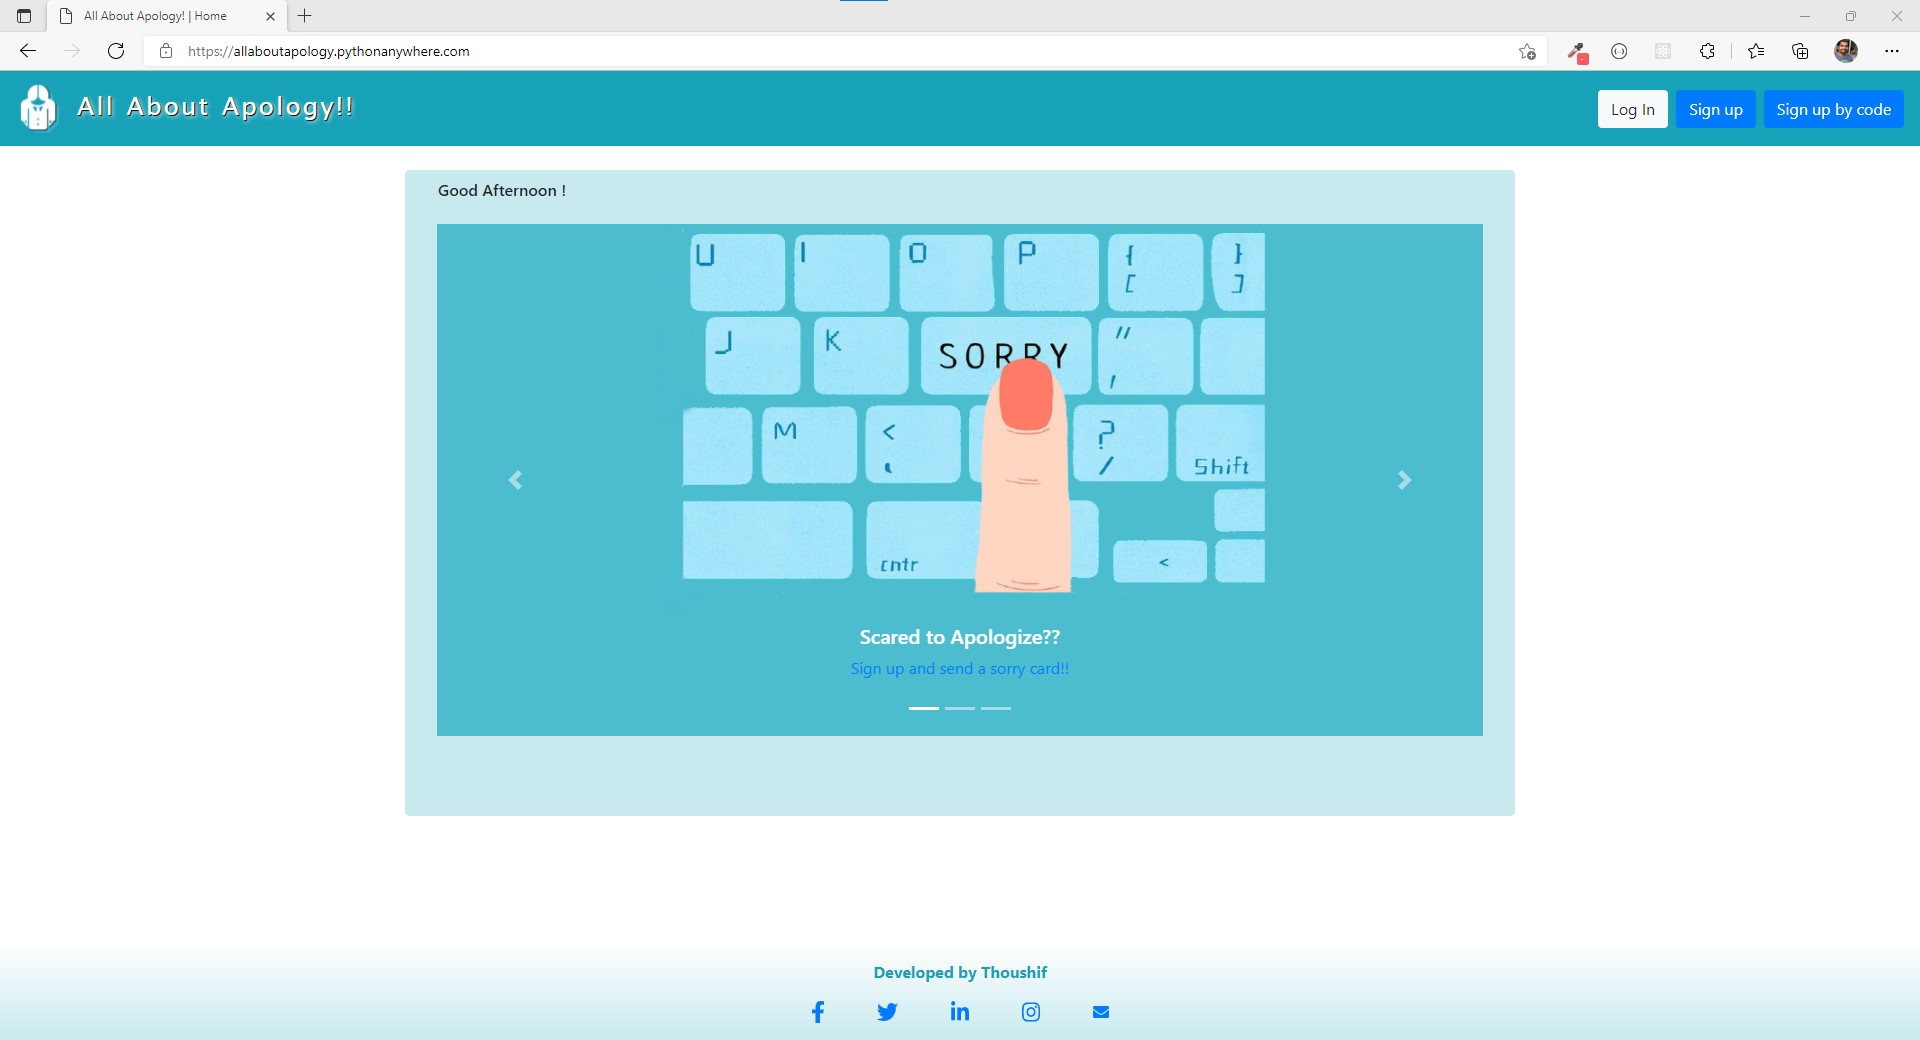 All About Apology! | Home
https://allaboutapology.pythonanywhere.com
All About Apology!!
Log In
Sign up
Sign up by code
Good Afternoon !
U I O P { [ } ]
J K SORRY " ,
M < , ? / Shift
cntr <
Scared to Apologize??
Sign up and send a sorry card!!
Developed by Thoushif